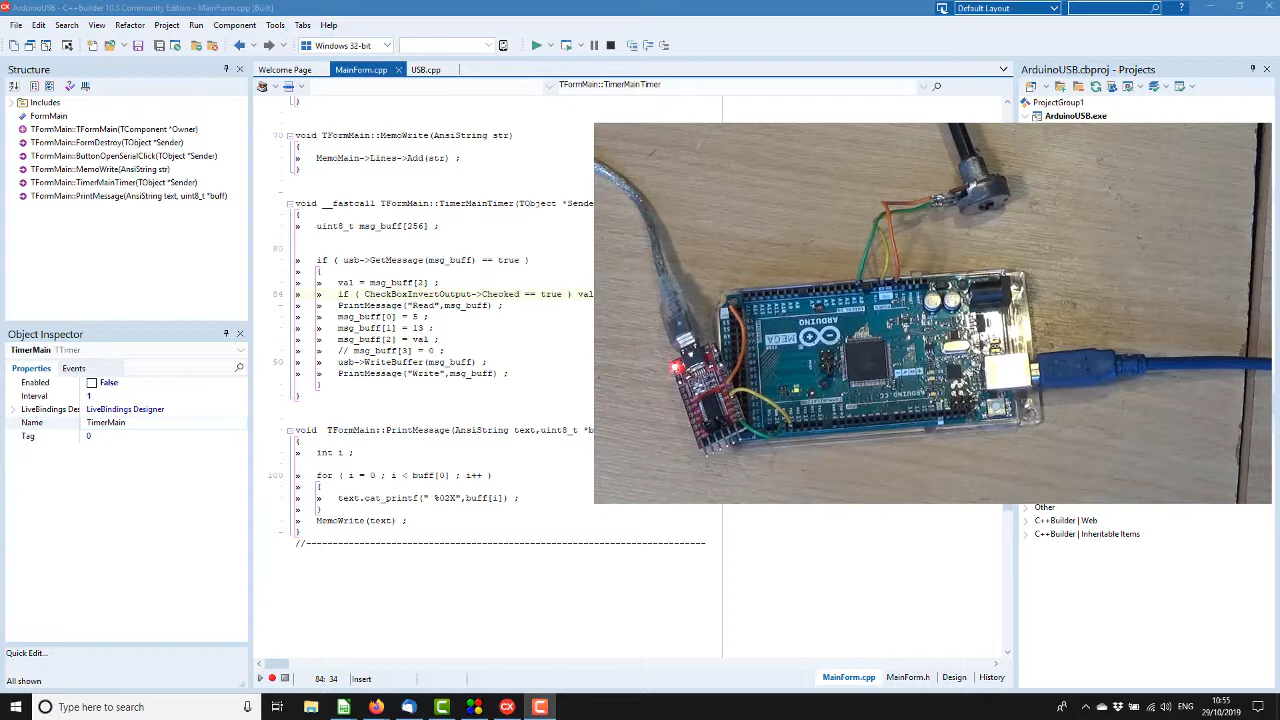 ArduinoUSB - C++Builder 10.3 Community Edition - MainForm.cpp [Built]
Default Layout
File Edit Search View Refactor Project Run Component Tools Tabs Help
Windows 32-bit
Structure
Welcome Page MainForm.cpp USB.cpp
ArduinoUSB.cbproj - Projects
TFormMain::TimerMainTimer
Includes
FormMain
TFormMain::TFormMain(TComponent *Owner)
TFormMain::FormDestroy(TObject *Sender)
TFormMain::ButtonOpenSerialClick(TObject *Sender)
TFormMain::MemoWrite(AnsiString str)
TFormMain::TimerMainTimer(TObject *Sender)
TFormMain::PrintMessage(AnsiString text, uint8_t *buff)
ProjectGroup1
ArduinoUSB.exe
}
70 void TFormMain::MemoWrite(AnsiString str)
{
MemoMain->Lines->Add(str) ;
}
void __fastcall TFormMain::TimerMainTimer(TObject *Sende
{
uint8_t msg_buff[256] ;
80
if ( usb->GetMessage(msg_buff) == true )
{
val = msg_buff[2] ;
84 if ( CheckBoxInvertOutput->Checked == true ) val
PrintMessage("Read",msg_buff) ;
msg_buff[0] = 5 ;
msg_buff[1] = 13 ;
msg_buff[2] = val ;
// msg_buff[3] = 0 ;
90 usb->WriteBuffer(msg_buff) ;
PrintMessage("Write",msg_buff) ;
}
}
void TFormMain::PrintMessage(AnsiString text,uint8_t *b
{
int i ;
100 for ( i = 0 ; i < buff[0] ; i++ )
{
text.cat_printf(" %02X",buff[i]) ;
}
MemoWrite(text) ;
}
//---------------------------------------------------------------------------
Object Inspector
TimerMain TTimer
Properties Events
Enabled False
Interval 1
LiveBindings De LiveBindings Designer
Name TimerMain
Tag 0
Quick Edit...
All shown
ARDUINO
MEGA
ARDUINO.CC
Other
C++Builder | Web
C++Builder | Inheritable Items
84: 34 Insert
MainForm.cpp MainForm.h Design History
Type here to search
ENG
10:55
29/10/2019